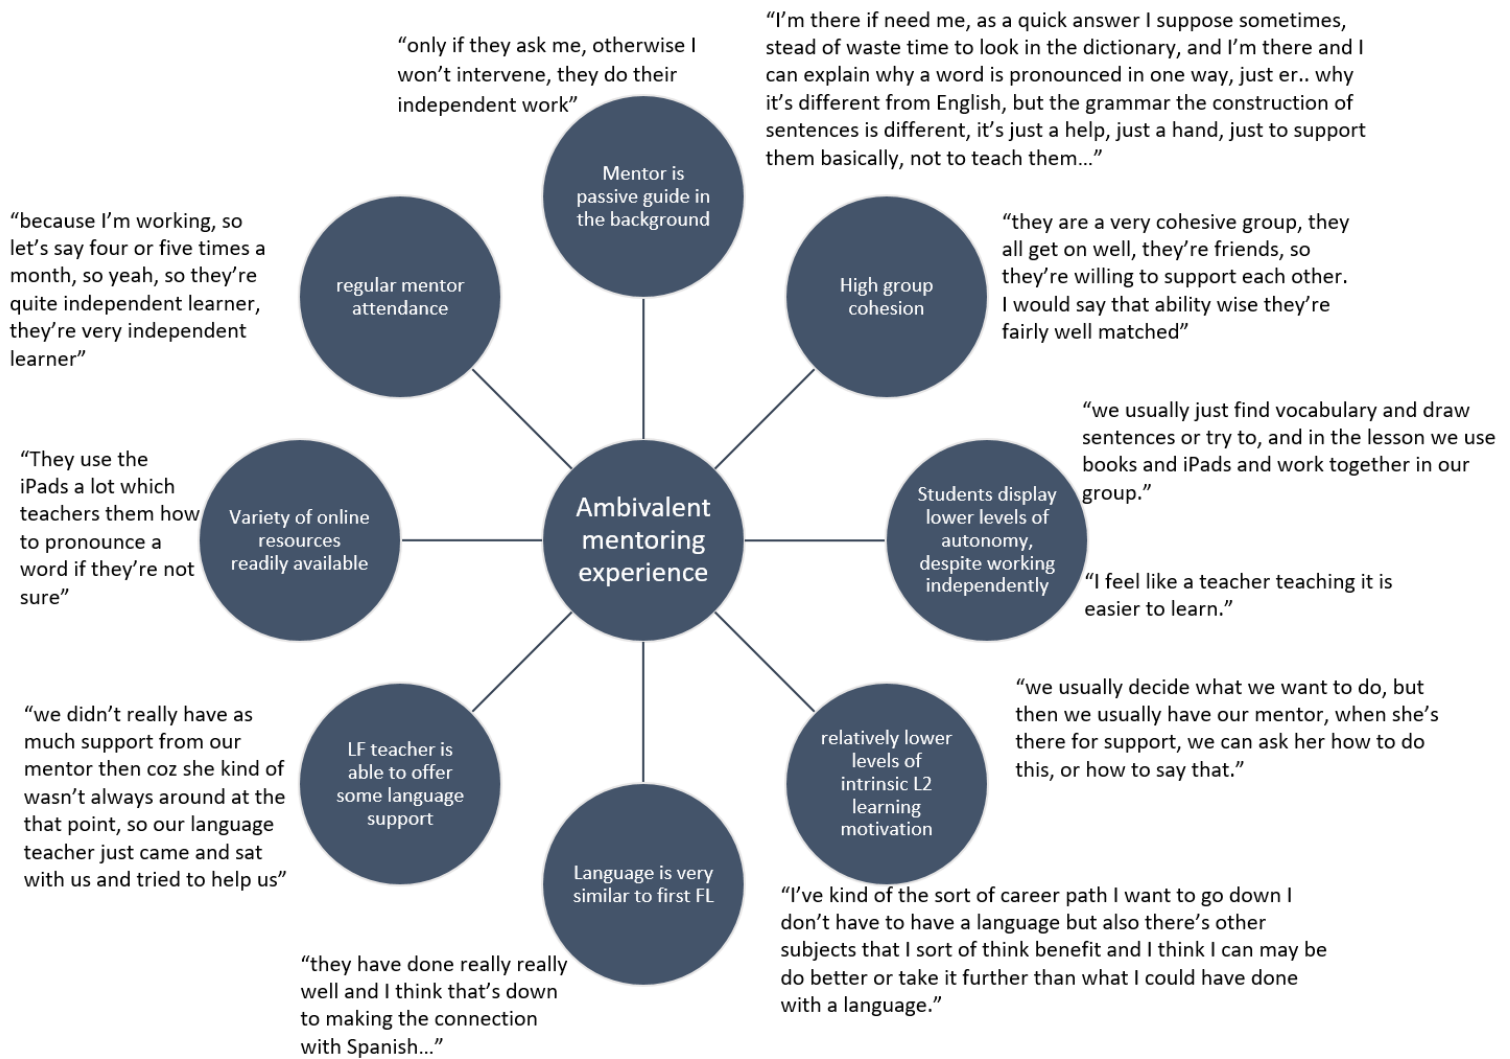 “only if they ask me, otherwise I
won’t intervene, they do their
independent work”
“I’m there if need me, as a quick answer I suppose sometimes,
stead of waste time to look in the dictionary, and I’m there and I
can explain why a word is pronounced in one way, just er.. why
it’s different from English, but the grammar the construction of
sentences is different, it’s just a help, just a hand, just to support
them basically, not to teach them...”
Mentor is
passive guide in
the background
“because I’m working, so
let’s say four or five times a
month, so yeah, so they’re
quite independent learner,
they’re very independent
learner”
regular mentor
attendance
High group
cohesion
“they are a very cohesive group, they
all get on well, they’re friends, so
they’re willing to support each other.
I would say that ability wise they’re
fairly well matched”
“They use the
iPads a lot which
teachers them how
to pronounce a
word if they’re not
sure”
Variety of online
resources
readily available
Ambivalent
mentoring
experience
Students display
lower levels of
autonomy,
despite working
independently
“we usually just find vocabulary and draw
sentences or try to, and in the lesson we use
books and iPads and work together in our
group.”
“I feel like a teacher teaching it is
easier to learn.”
“we didn’t really have as
much support from our
mentor then coz she kind of
wasn’t always around at the
that point, so our language
teacher just came and sat
with us and tried to help us”
LF teacher is
able to offer
some language
support
relatively lower
levels of
intrinsic L2
learning
motivation
“we usually decide what we want to do, but
then we usually have our mentor, when she’s
there for support, we can ask her how to do
this, or how to say that.”
Language is very
similar to first FL
“they have done really really
well and I think that’s down
to making the connection
with Spanish...”
“I’ve kind of the sort of career path I want to go down I
don’t have to have a language but also there’s other
subjects that I sort of think benefit and I think I can may be
do better or take it further than what I could have done
with a language.”